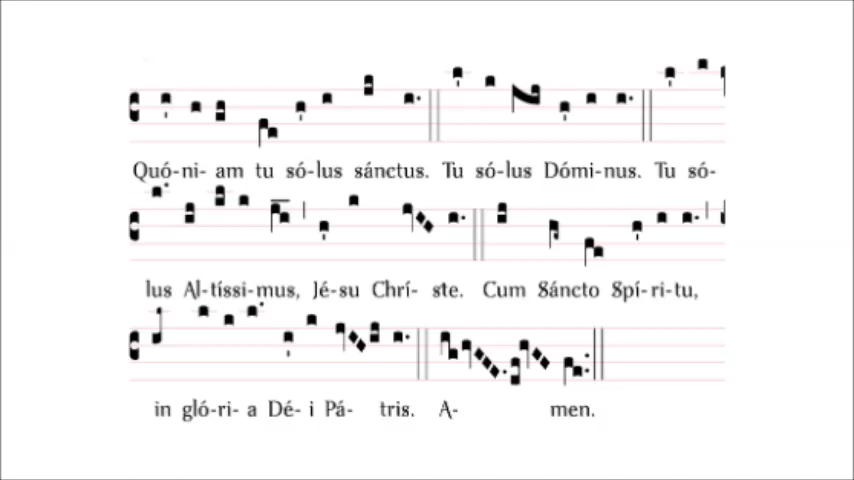 Quó-ni- am tu só-lus sánctus. Tu só-lus Dómi-nus. Tu só-
lus Al-tíssi-mus, Jé-su Chrí- ste. Cum Sáncto Spí-ri-tu,
in gló-ri- a Dé- i Pá- tris. A- men.